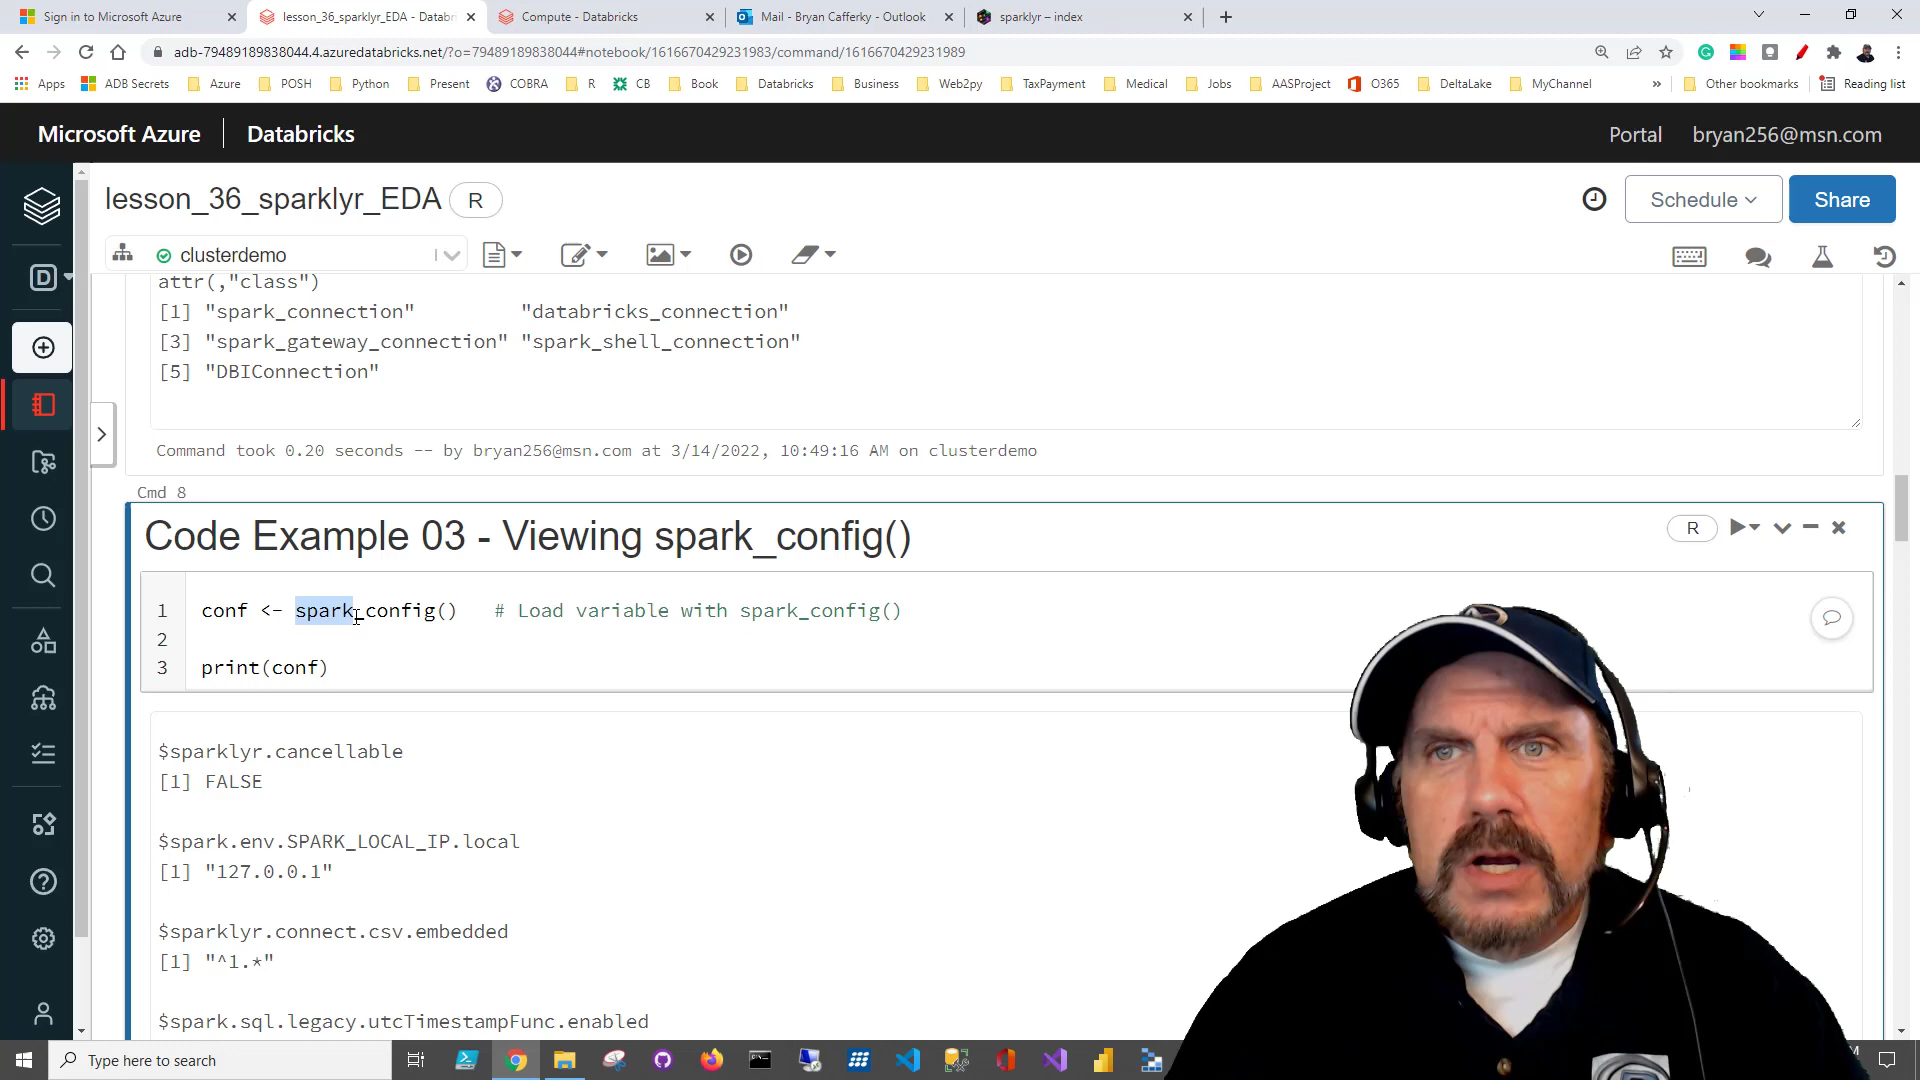 Sign in to Microsoft Azure
lesson_36_sparklyr_EDA - Databr
Compute - Databricks
Mail - Bryan Cafferky - Outlook
sparklyr – index
adb-79489189838044.4.azuredatabricks.net/?o=79489189838044#notebook/1616670429231983/command/1616670429231989
Apps ADB Secrets Azure POSH Python Present COBRA R CB Book Databricks Business Web2py TaxPayment Medical Jobs AASProject O365 DeltaLake MyChannel » Other bookmarks Reading list
Microsoft Azure Databricks Portal bryan256@msn.com
lesson_36_sparklyr_EDA R Schedule Share
D clusterdemo
attr(,"class")
[1] "spark_connection" "databricks_connection"
[3] "spark_gateway_connection" "spark_shell_connection"
[5] "DBIConnection"
Command took 0.20 seconds -- by bryan256@msn.com at 3/14/2022, 10:49:16 AM on clusterdemo
Cmd 8
Code Example 03 - Viewing spark_config() R
1 conf <- spark_config() # Load variable with spark_config()
2
3 print(conf)
$sparklyr.cancellable
[1] FALSE
$spark.env.SPARK_LOCAL_IP.local
[1] "127.0.0.1"
$sparklyr.connect.csv.embedded
[1] "^1.*"
$spark.sql.legacy.utcTimestampFunc.enabled
Type here to search